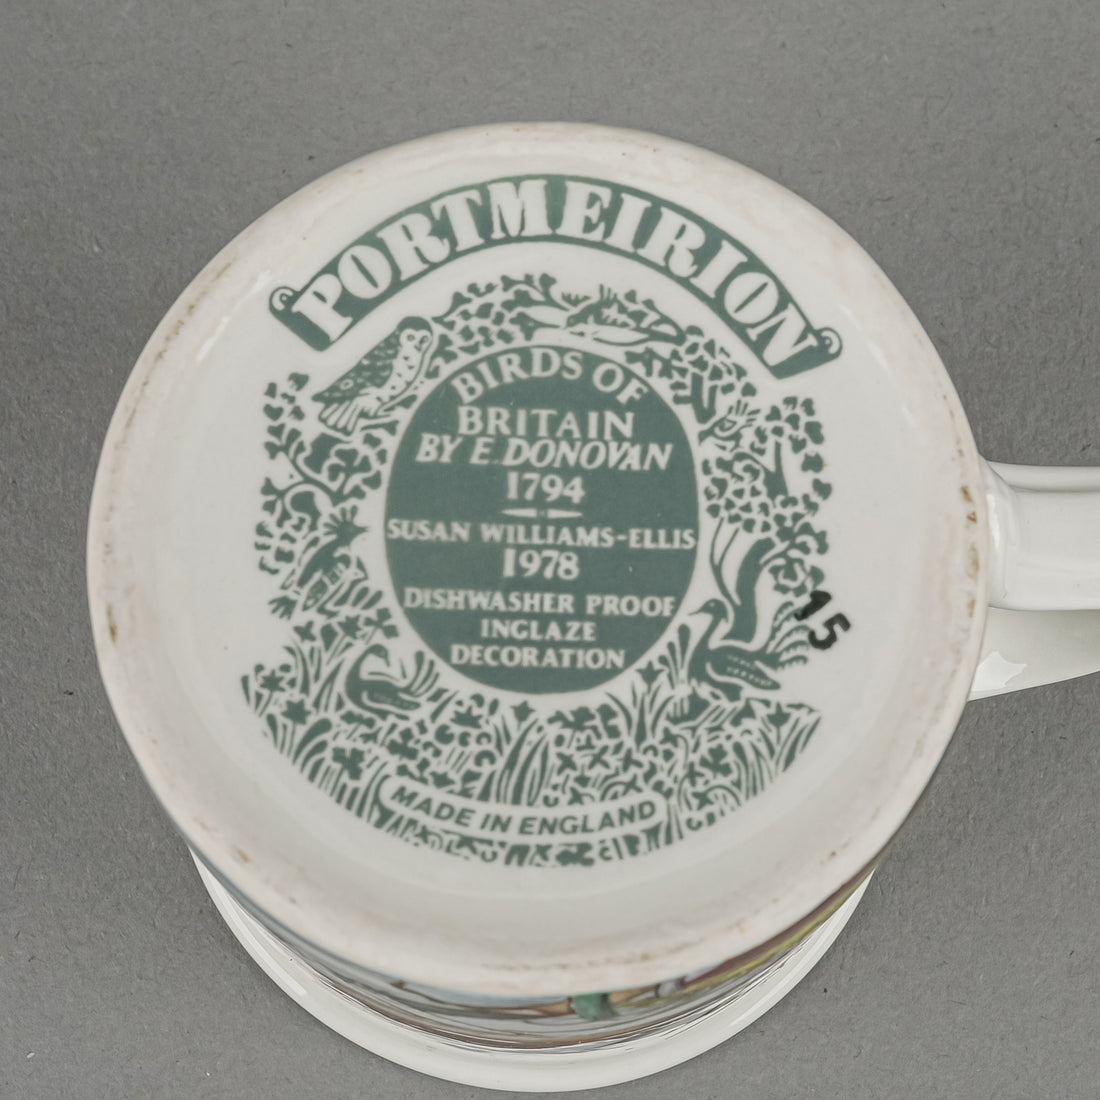 PORTMEIRION
BIRDS OF
BRITAIN
BY E. DONOVAN
1794
SUSAN WILLIAMS-ELLIS
1978
DISHWASHER PROOF
INGLAZE
DECORATION
MADE IN ENGLAND
15